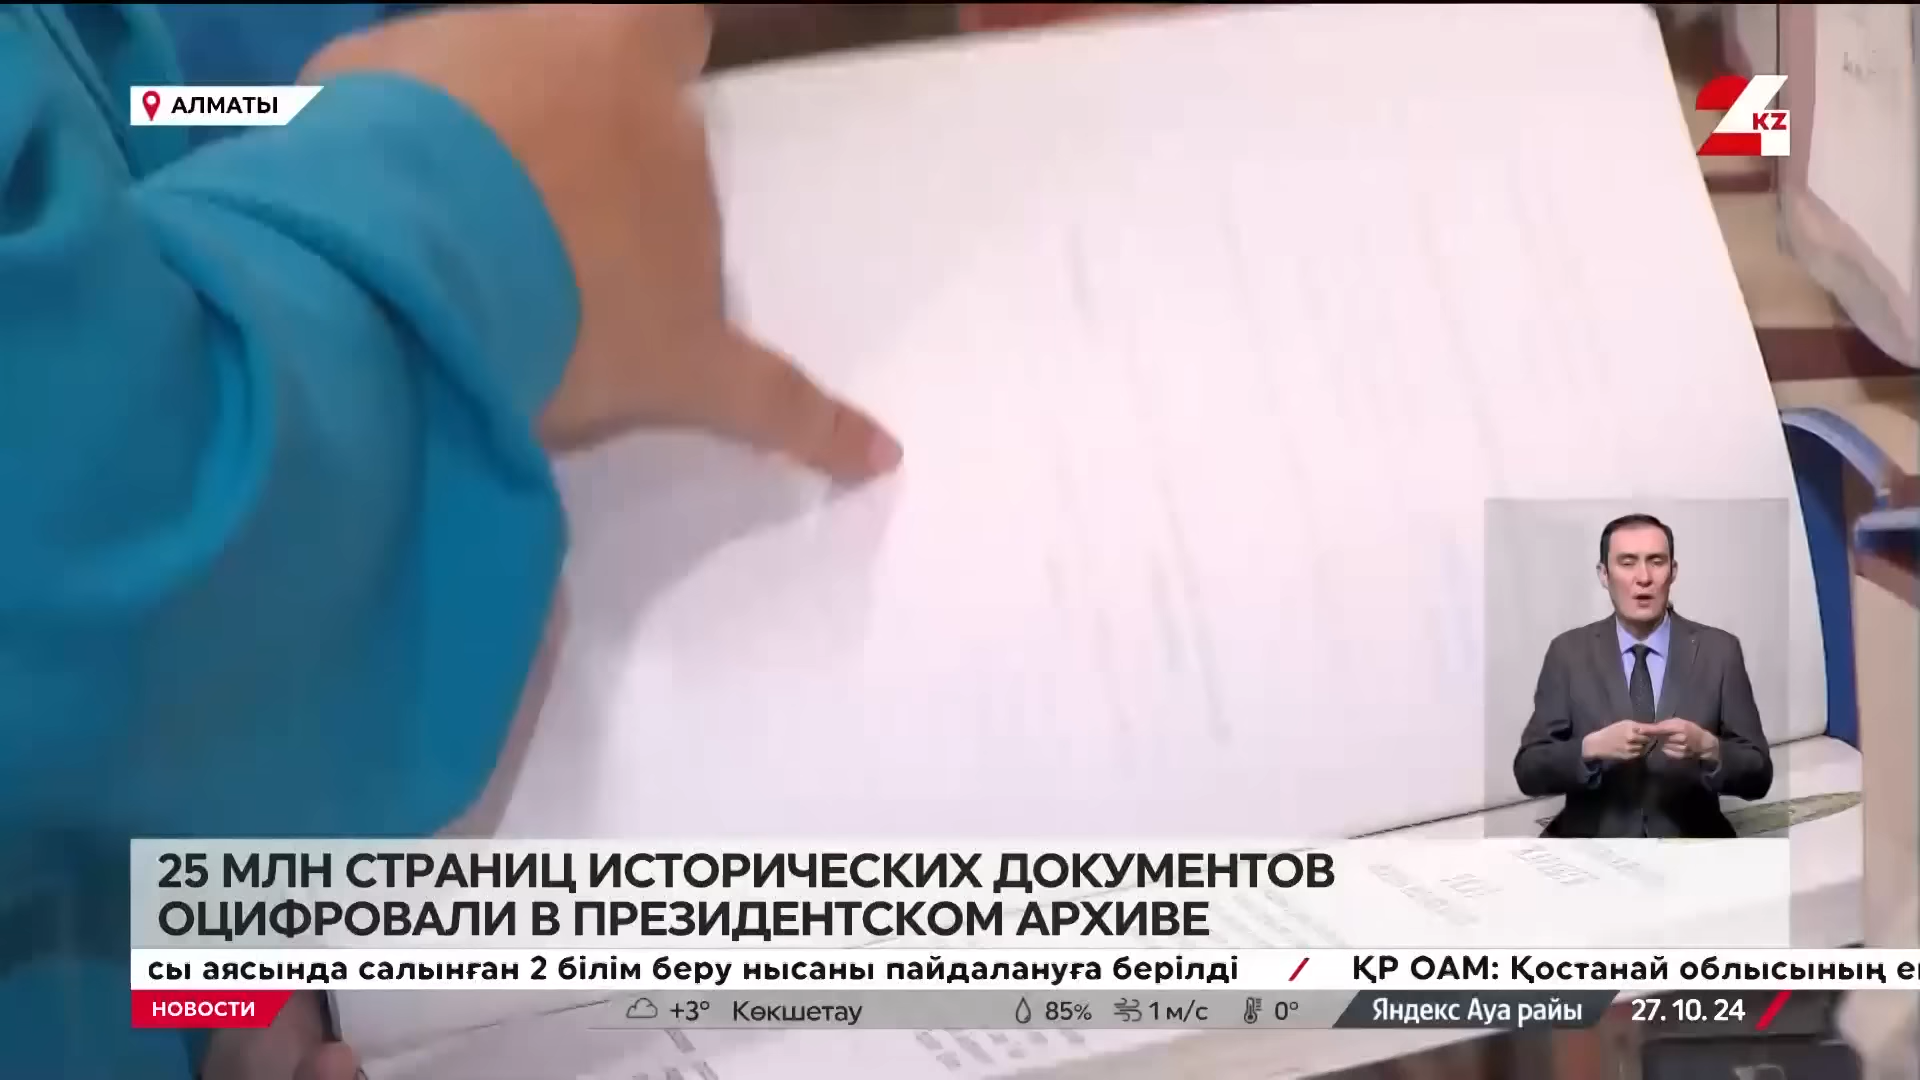 АЛМАТЫ
24 KZ
25 МЛН СТРАНИЦ ИСТОРИЧЕСКИХ ДОКУМЕНТОВ
ОЦИФРОВАЛИ В ПРЕЗИДЕНТСКОМ АРХИВЕ
сы аясында салынған 2 білім беру нысаны пайдалануға берілді / ҚР ОАМ: Қостанай облысының
НОВОСТИ +3° Көкшетау 85% 1 м/с 0° Яндекс Ауа райы 27.10.24